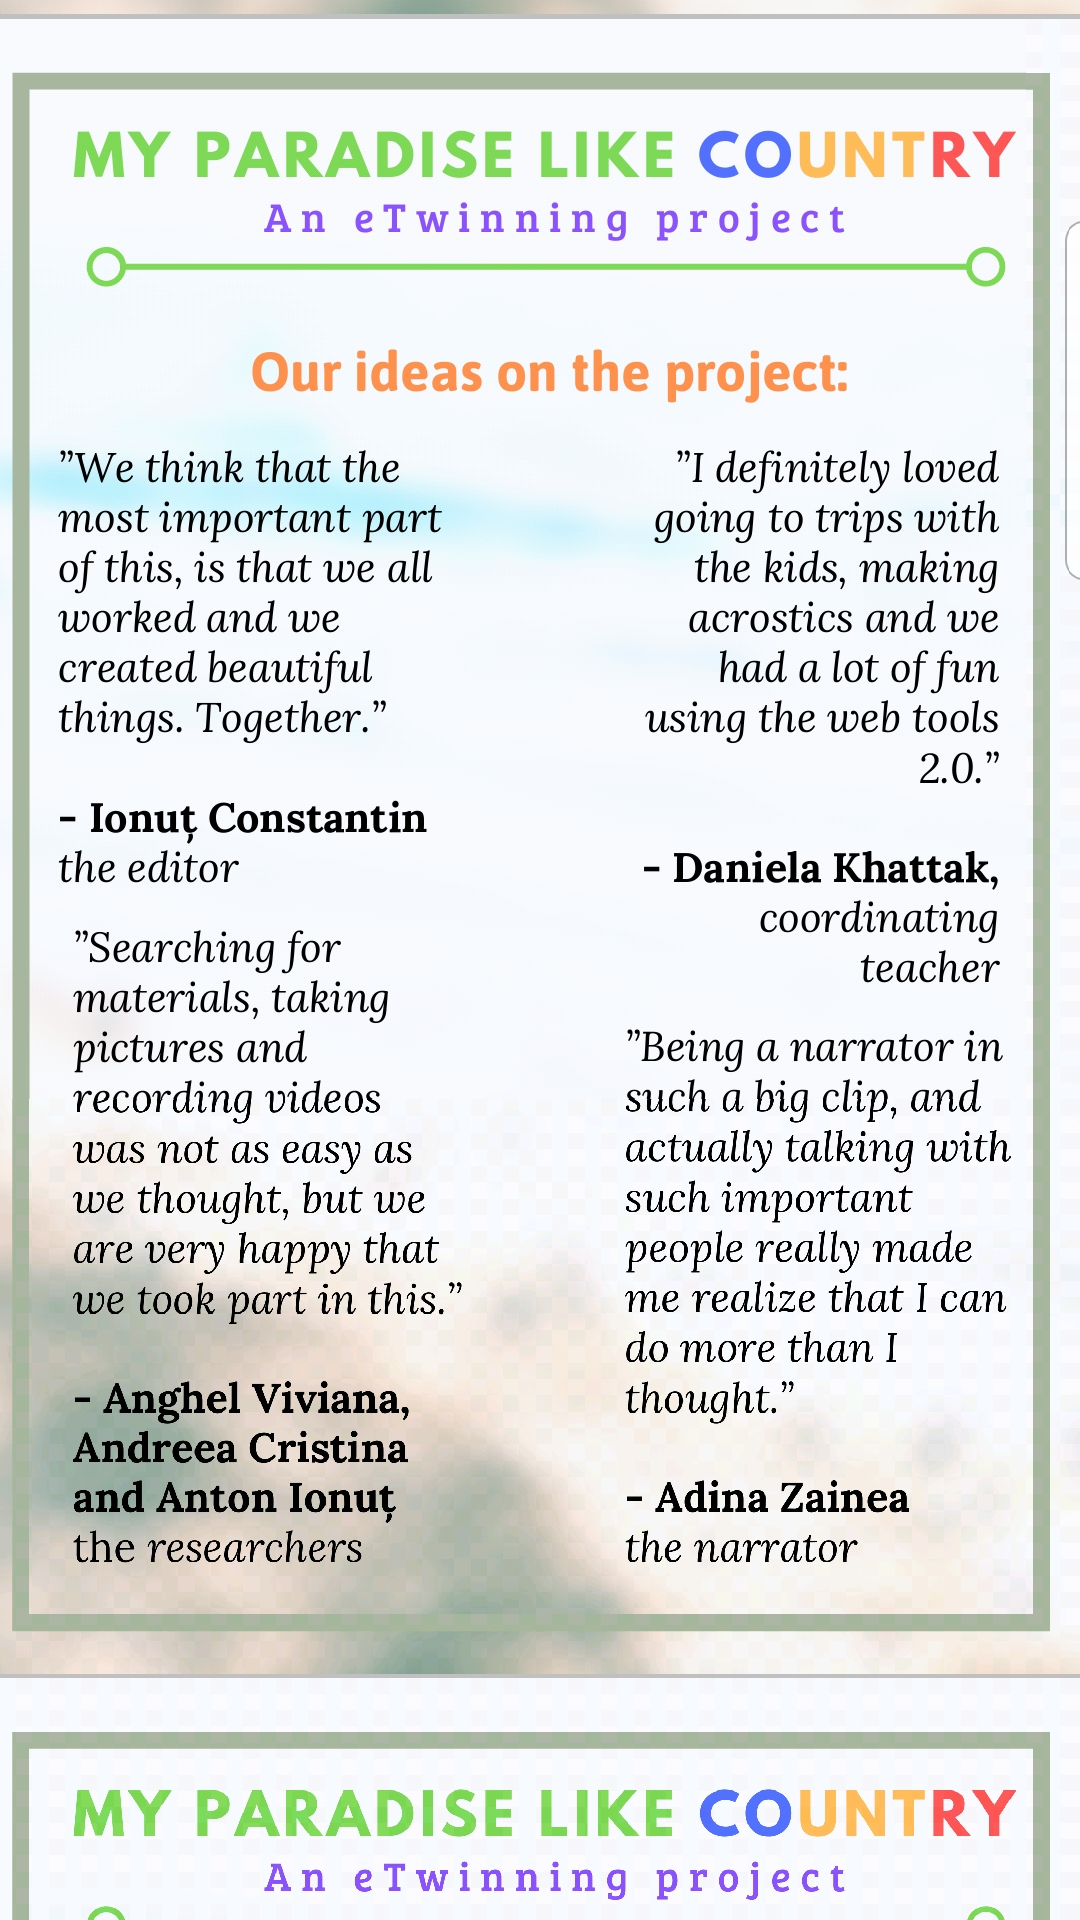 MY PARADISE LIKE COUNTRY
An eTwinning project
Our ideas on the project:
”We think that the
most important part
of this, is that we all
worked and we
created beautiful
things. Together.”
- Ionuț Constantin
the editor
”Searching for
materials, taking
pictures and
recording videos
was not as easy as
we thought, but we
are very happy that
we took part in this.”
- Anghel Viviana,
Andreea Cristina
and Anton Ionuț
the researchers
”I definitely loved
going to trips with
the kids, making
acrostics and we
had a lot of fun
using the web tools
2.0.”
- Daniela Khattak,
coordinating
teacher
”Being a narrator in
such a big clip, and
actually talking with
such important
people really made
me realize that I can
do more than I
thought.”
- Adina Zainea
the narrator
MY PARADISE LIKE COUNTRY
An eTwinning project